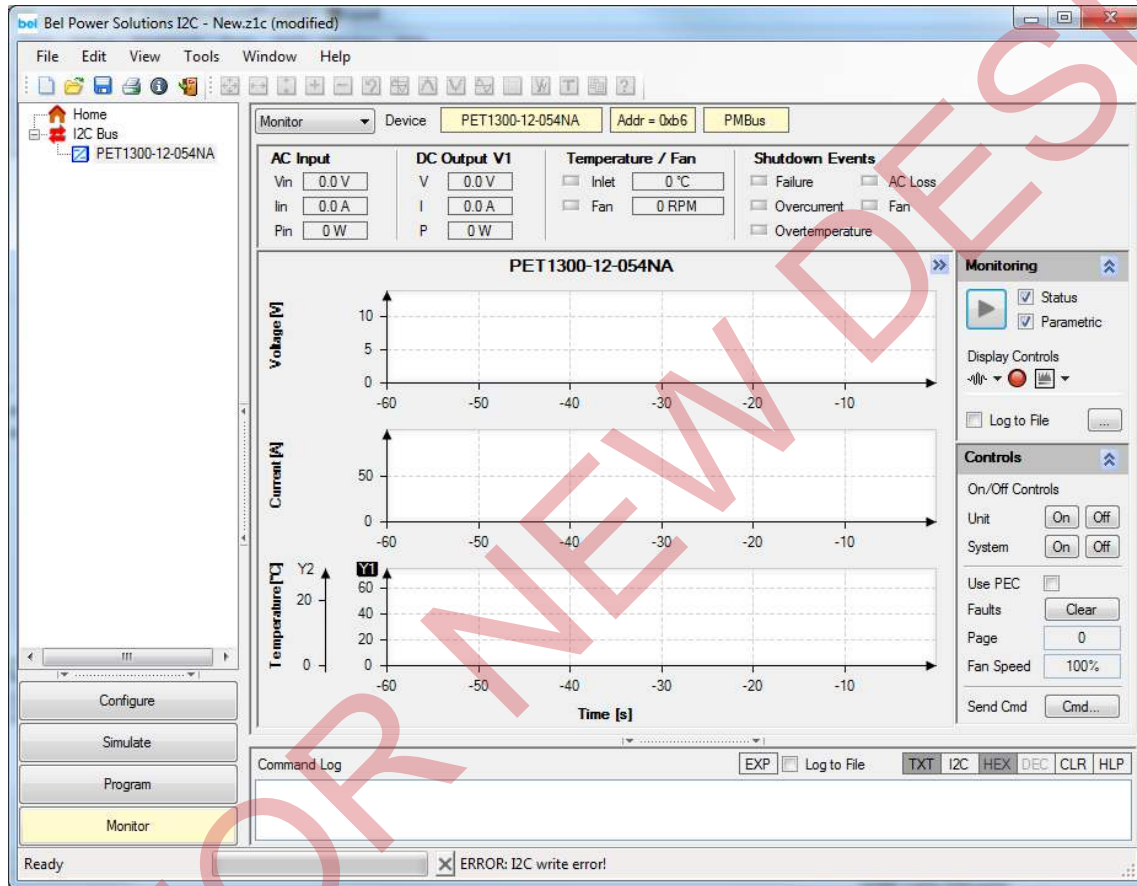 bel Bel Power Solutions I2C - New.z1c (modified)
File Edit View Tools Window Help
Home
I2C Bus
PET1300-12-054NA
Monitor Device PET1300-12-054NA Addr = 0xb6 PMBus
AC Input DC Output V1 Temperature / Fan Shutdown Events
Vin 0.0 V V 0.0 V Inlet 0 °C Failure AC Loss
Iin 0.0 A I 0.0 A Fan 0 RPM Overcurrent Fan
Pin 0 W P 0 W Overtemperature
PET1300-12-054NA
Voltage [V]
10
5
0
-60 -50 -40 -30 -20 -10
Current [A]
50
0
-60 -50 -40 -30 -20 -10
Temperature [°C]
Y2 Y1
20
0
60
40
20
0
-60 -50 -40 -30 -20 -10
Time [s]
Monitoring
Status
Parametric
Display Controls
Log to File ...
Controls
On/Off Controls
Unit On Off
System On Off
Use PEC
Faults Clear
Page 0
Fan Speed 100%
Send Cmd Cmd...
Configure
Simulate
Program
Monitor
Command Log EXP Log to File TXT I2C HEX DEC CLR HLP
Ready ERROR: I2C write error!
OR NEW DES